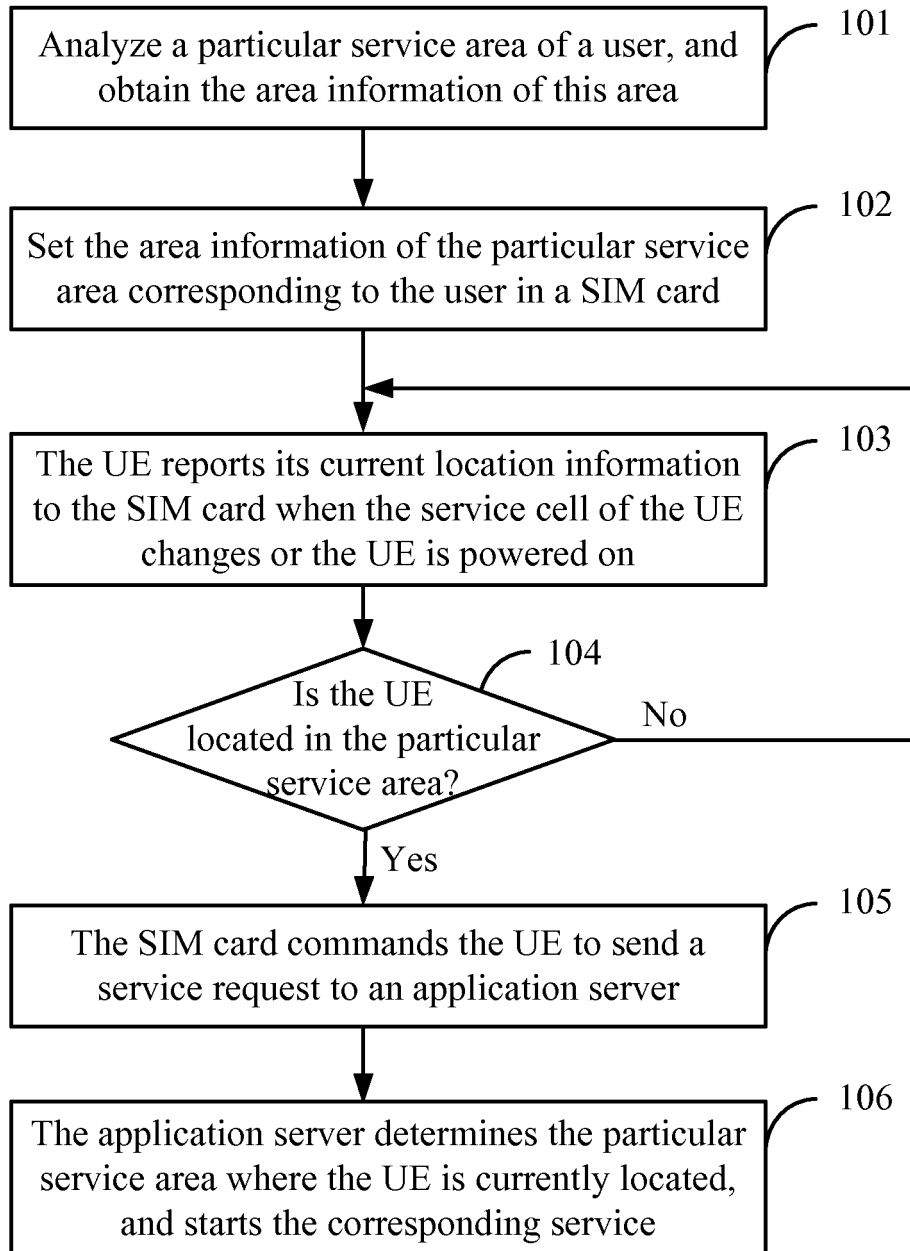 101
Analyze a particular service area of a user, and
obtain the area information of this area
102
Set the area information of the particular service
area corresponding to the user in a SIM card
103
The UE reports its current location information
to the SIM card when the service cell of the UE
changes or the UE is powered on
104
Is the UE
located in the particular
service area?
No
Yes
105
The SIM card commands the UE to send a
service request to an application server
106
The application server determines the particular
service area where the UE is currently located,
and starts the corresponding service